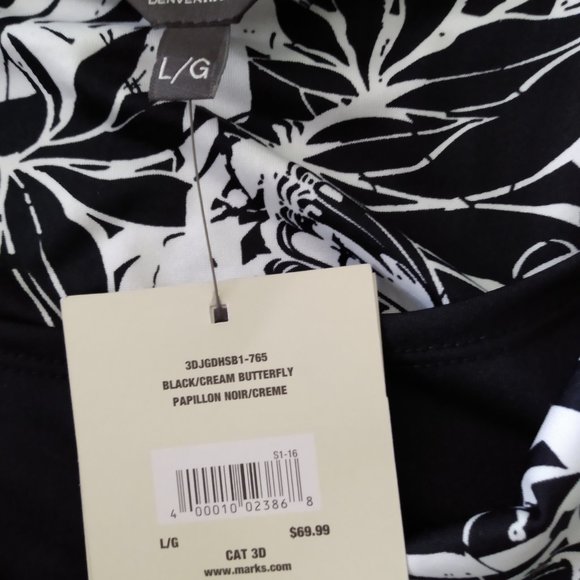 L/G
3DJGDHSB1-765
BLACK/CREAM BUTTERFLY
PAPILLON NOIR/CREME
S1-16
4 00010 02386 8
L/G $69.99
CAT 3D
www.marks.com